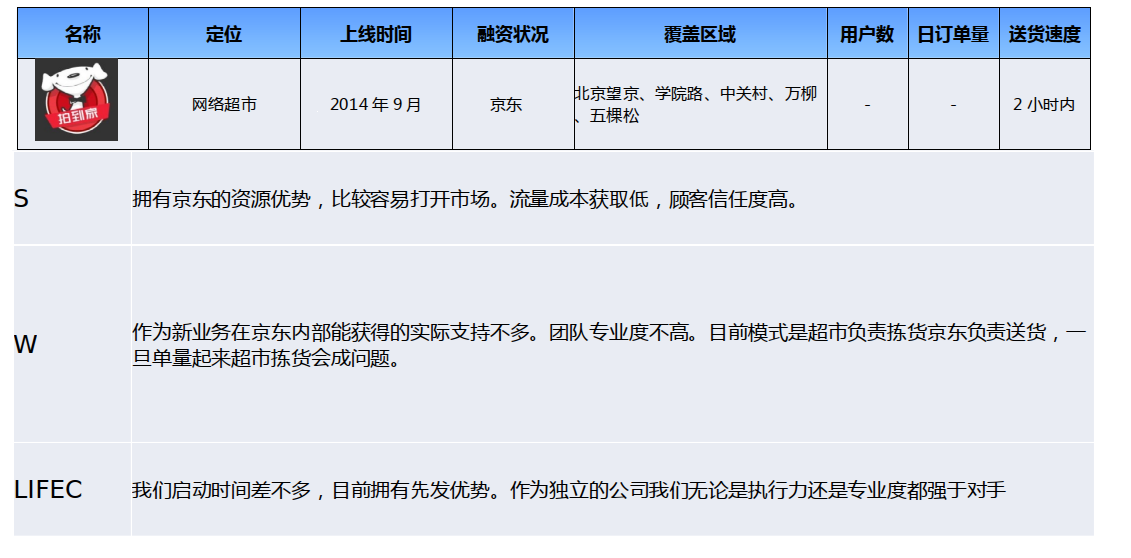 名称 定位 上线时间 融资状况 覆盖区域 用户数 日订单量 送货速度
拍到家 网络超市 2014 年 9 月 京东 北京望京、学院路、中关村、万柳
、五棵松 - - 2 小时内
S 拥有京东的资源优势，比较容易打开市场。流量成本获取低，顾客信任度高。
W 作为新业务在京东内部能获得的实际支持不多。团队专业度不高。目前模式是超市负责拣货京东负责送货，一
旦单量起来超市拣货会成问题。
LIFEC 我们启动时间差不多，目前拥有先发优势。作为独立的公司我们无论是执行力还是专业度都强于对手